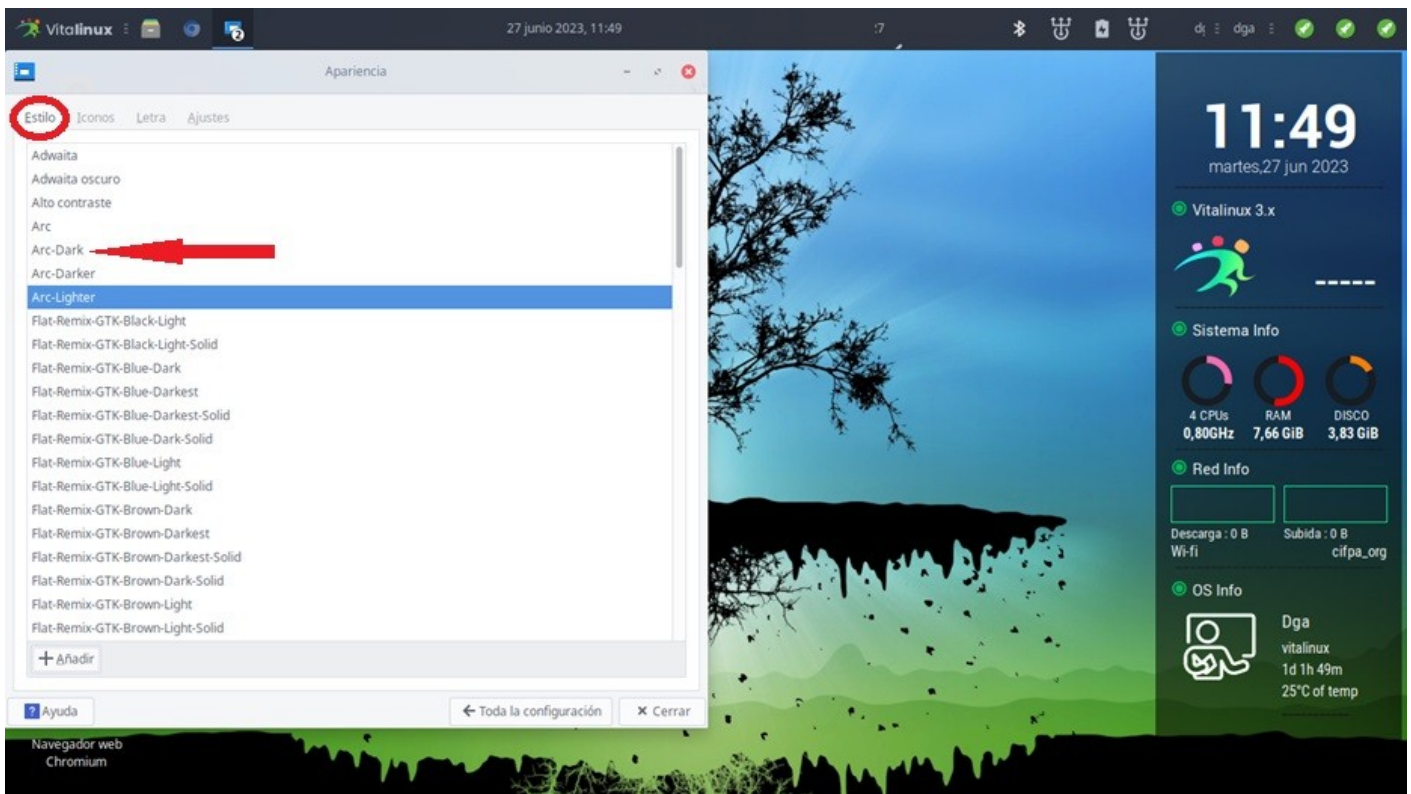 Vitalinux
2
27 junio 2023, 11:49
:7
dga
Apariencia
Estilo Iconos Letra Ajustes
Adwaita
Adwaita oscuro
Alto contraste
Arc
Arc-Dark
Arc-Darker
Arc-Lighter
Flat-Remix-GTK-Black-Light
Flat-Remix-GTK-Black-Light-Solid
Flat-Remix-GTK-Blue-Dark
Flat-Remix-GTK-Blue-Darkest
Flat-Remix-GTK-Blue-Darkest-Solid
Flat-Remix-GTK-Blue-Dark-Solid
Flat-Remix-GTK-Blue-Light
Flat-Remix-GTK-Blue-Light-Solid
Flat-Remix-GTK-Brown-Dark
Flat-Remix-GTK-Brown-Darkest
Flat-Remix-GTK-Brown-Darkest-Solid
Flat-Remix-GTK-Brown-Dark-Solid
Flat-Remix-GTK-Brown-Light
Flat-Remix-GTK-Brown-Light-Solid
+ Añadir
? Ayuda
← Toda la configuración
× Cerrar
Navegador web
Chromium
11:49
martes,27 jun 2023
Vitalinux 3.x
-----
Sistema Info
4 CPUs RAM DISCO
0,80GHz 7,66 GiB 3,83 GiB
Red Info
Descarga : 0 B Subida : 0 B
Wi-fi cifpa_org
OS Info
Dga
vitalinux
1d 1h 49m
25°C of temp